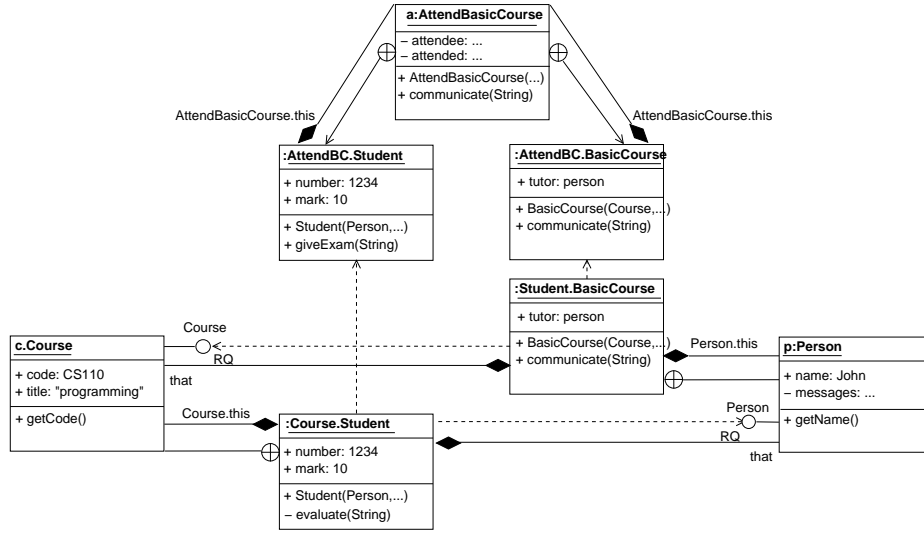 a:AttendBasicCourse
– attendee: ...
– attended: ...
+ AttendBasicCourse(...)
+ communicate(String)
AttendBasicCourse.this
AttendBasicCourse.this
:AttendBC.Student
+ number: 1234
+ mark: 10
+ Student(Person,...)
+ giveExam(String)
:AttendBC.BasicCourse
+ tutor: person
+ BasicCourse(Course,...)
+ communicate(String)
:Student.BasicCourse
+ tutor: person
+ BasicCourse(Course,...)
+ communicate(String)
Course
RQ
that
Person.this
c.Course
+ code: CS110
+ title: "programming"
+ getCode()
p:Person
+ name: John
– messages: ...
+ getName()
Course.this
:Course.Student
+ number: 1234
+ mark: 10
+ Student(Person,...)
– evaluate(String)
Person
RQ
that